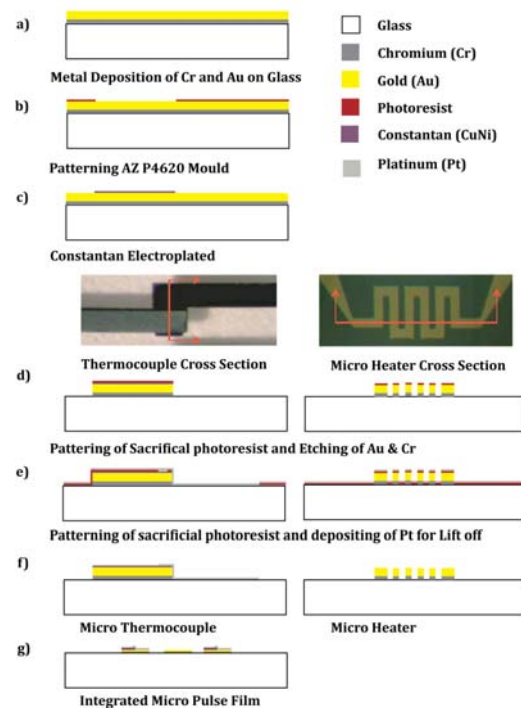 a)
Metal Deposition of Cr and Au on Glass
Glass
Chromium (Cr)
Gold (Au)
Photoresist
Constantan (CuNi)
Platinum (Pt)
b)
Patterning AZ P4620 Mould
c)
Constantan Electroplated
Thermocouple Cross Section
Micro Heater Cross Section
d)
Pattering of Sacrifical photoresist and Etching of Au & Cr
e)
Patterning of sacrificial photoresist and depositing of Pt for Lift off
f)
Micro Thermocouple
Micro Heater
g)
Integrated Micro Pulse Film